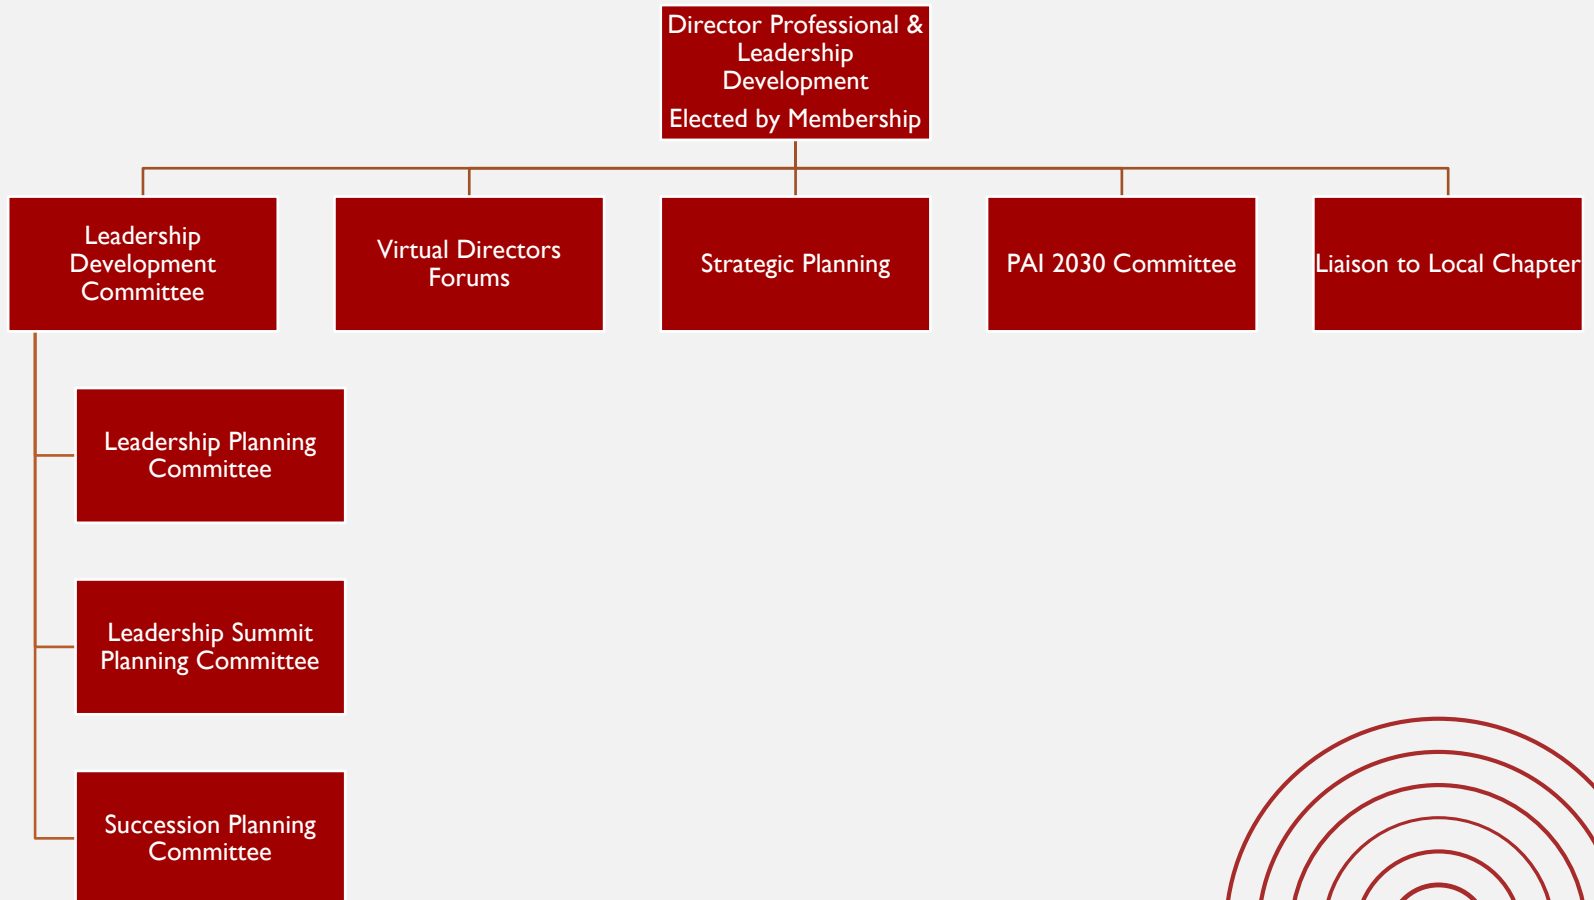 Director Professional &
Leadership
Development
Elected by Membership
Leadership
Development
Committee
Virtual Directors
Forums
Strategic Planning
PAI 2030 Committee
Liaison to Local Chapter
Leadership Planning
Committee
Leadership Summit
Planning Committee
Succession Planning
Committee